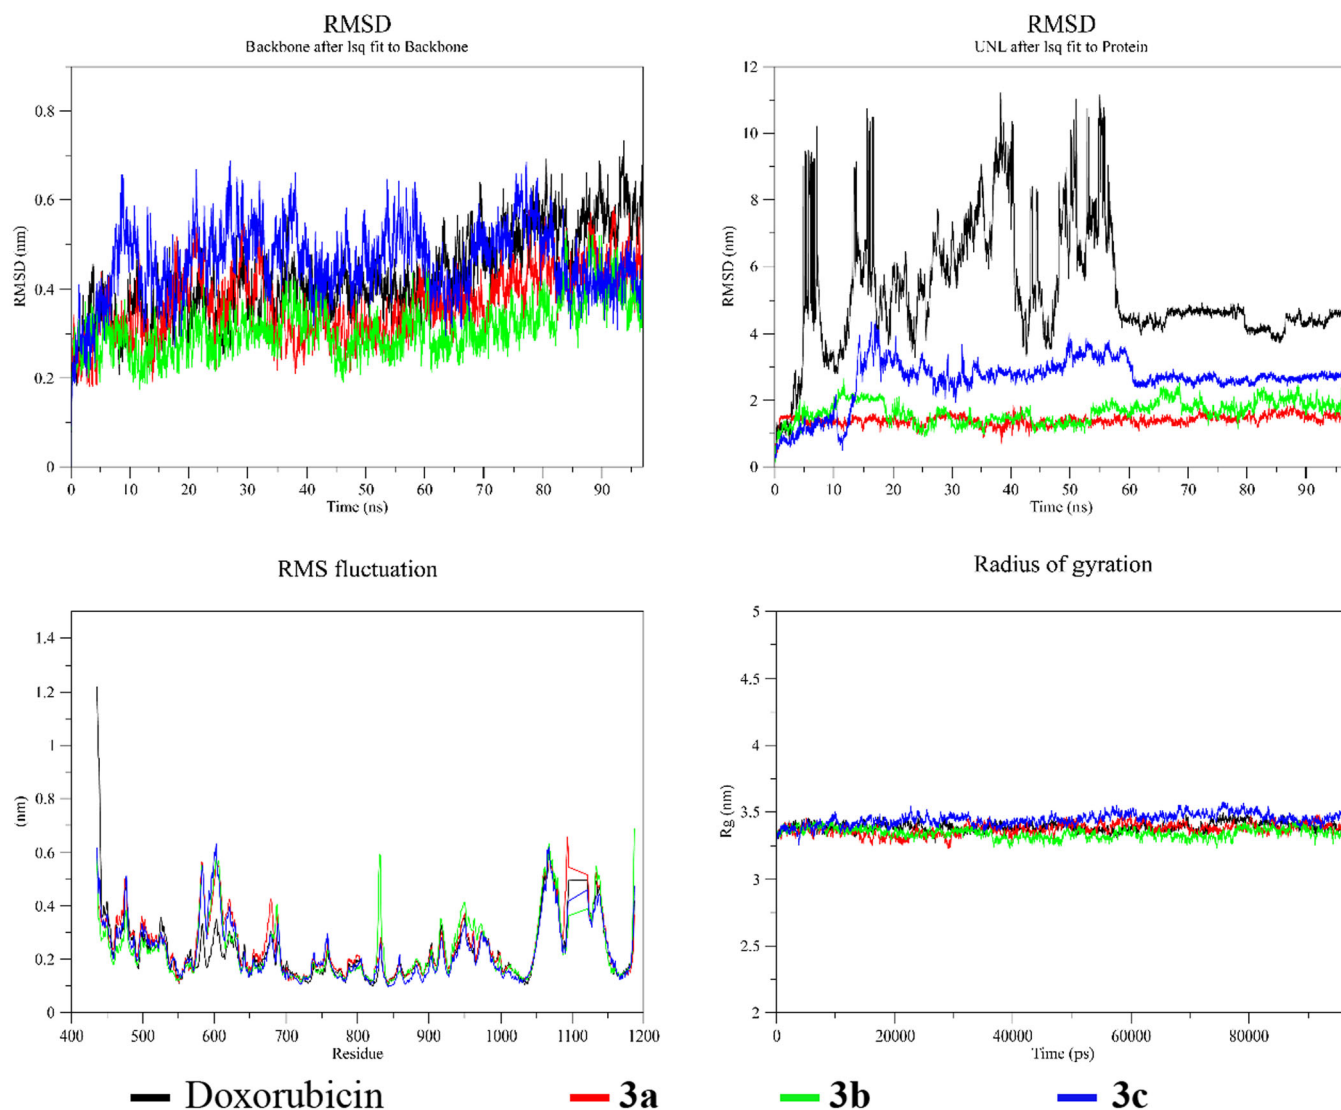 RMSD
Backbone after lsq fit to Backbone
RMSD (nm)
0.8
0.6
0.4
0.2
0
0 10 20 30 40 50 60 70 80 90
Time (ns)
RMSD
UNL after lsq fit to Protein
RMSD (nm)
12
10
8
6
4
2
0
0 10 20 30 40 50 60 70 80 90
Time (ns)
RMS fluctuation
(nm)
1.4
1.2
1
0.8
0.6
0.4
0.2
0
400 500 600 700 800 900 1000 1100 1200
Residue
Radius of gyration
Rg (nm)
5
4.5
4
3.5
3
2.5
2
0 20000 40000 60000 80000
Time (ps)
Doxorubicin 3a 3b 3c